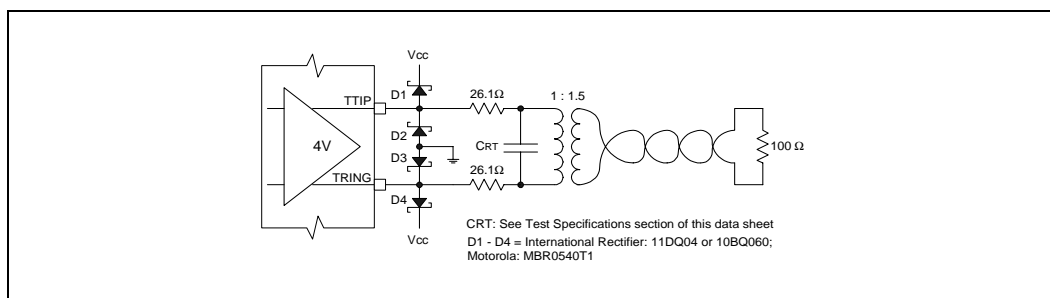 Vcc
TTIP
D1
26.1Ω
1 : 1.5
D2
4V
CRT
100 Ω
D3
TRING
26.1Ω
D4
Vcc
CRT: See Test Specifications section of this data sheet
D1 - D4 = International Rectifier: 11DQ04 or 10BQ060;
Motorola: MBR0540T1